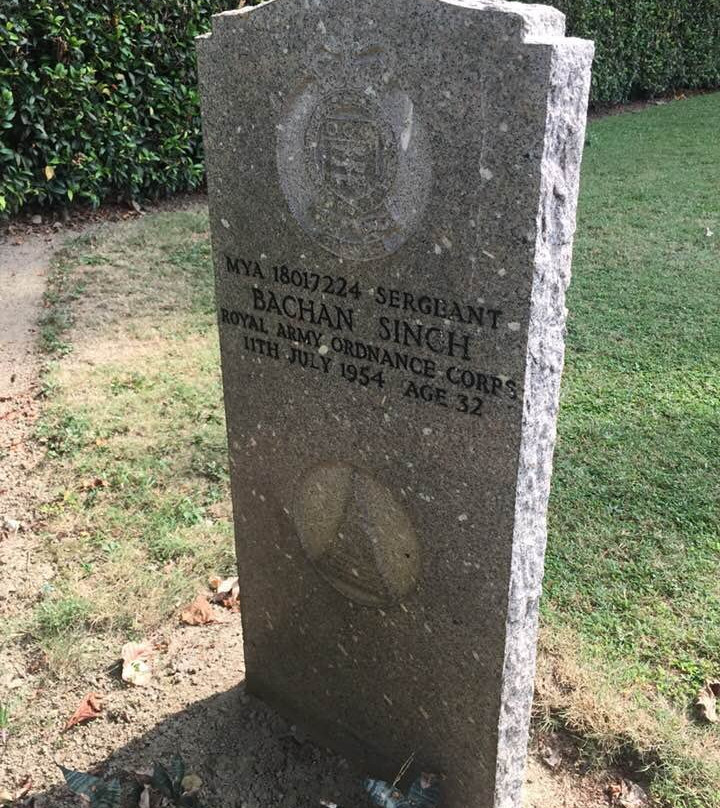 MYA 18017224 SERGEANT
BACHAN SINGH
ROYAL ARMY ORDNANCE CORPS
11TH JULY 1954 AGE 32